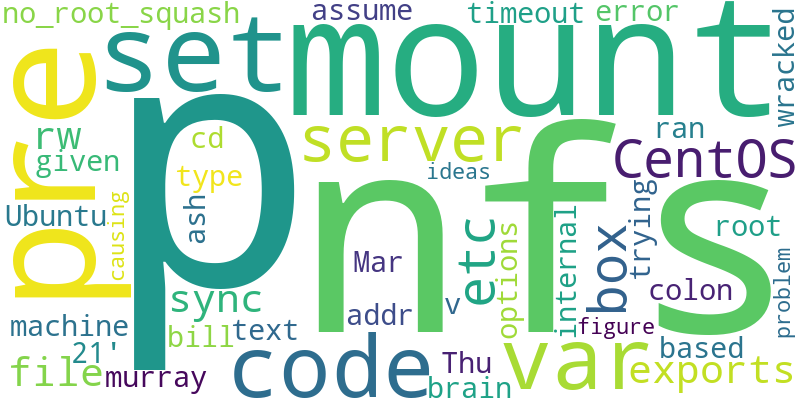 no_root_squash
assume
timeout
error
wracked
pre
set
mount
rw
given
cd
type
server
ran
CentOS
ideas
p
nfs
Ubuntu
causing
ash
etc
options
internal
box
trying
root
Mar
sync
addr
v
colon
problem
machine
21'
bill
text
figure
based
file
murray
code
Thu
brain
var
exports